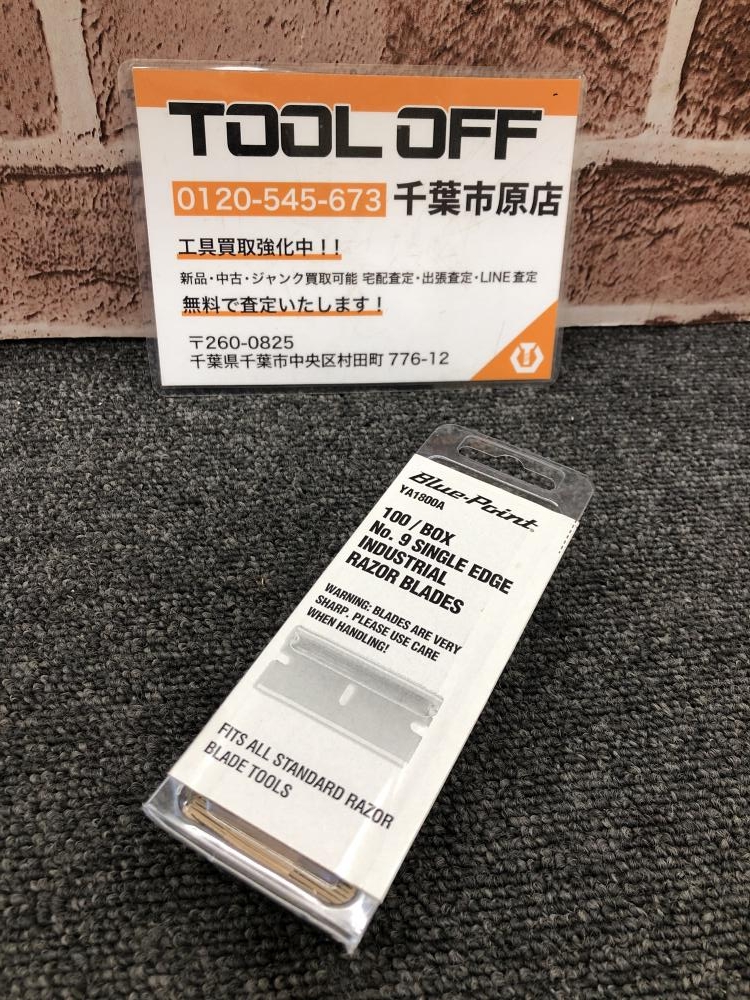 TOOL OFF
0120-545-673 千葉市原店
工具買取強化中!!
新品・中古・ジャンク買取可能 宅配査定・出張査定・LINE査定
無料で査定いたします!
〒260-0825
千葉県千葉市中央区村田町 776-12
Blue-Point®
YA1800A
100 / BOX
No. 9 SINGLE EDGE
INDUSTRIAL
RAZOR BLADES
WARNING: BLADES ARE VERY
SHARP. PLEASE USE CARE
WHEN HANDLING!
FITS ALL STANDARD RAZOR
BLADE TOOLS